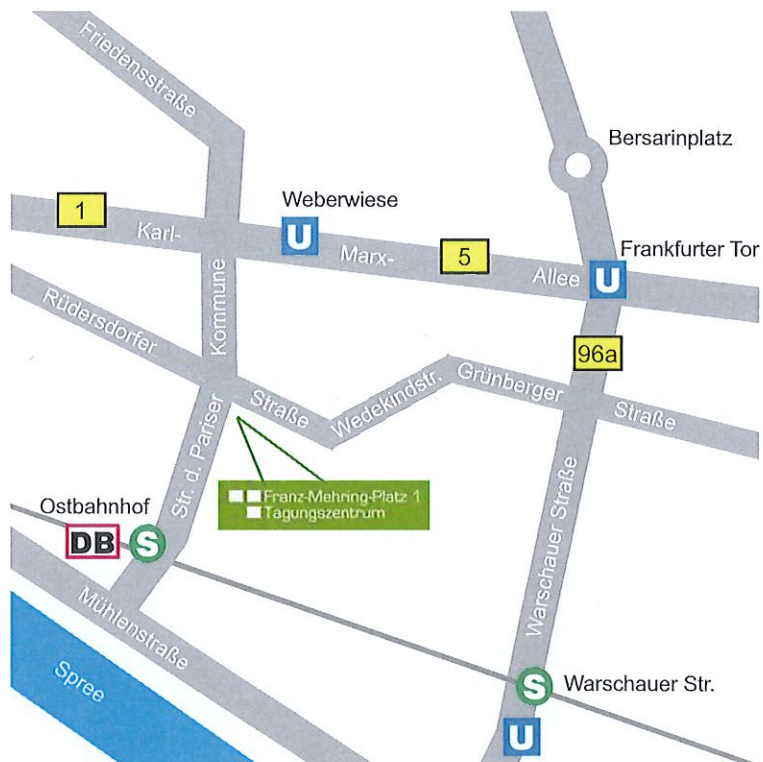 Friedensstraße
Bersarinplatz
1
Weberwiese
U
Karl-
Marx-
5
Allee
U
Frankfurter Tor
Rüdersdorfer
Kommune
96a
Straße
Wedekindstr.
Grünberger
Straße
Str. d. Pariser
Franz-Mehring-Platz 1
Tagungszentrum
Ostbahnhof
DB
S
Warschauer Straße
Mühlenstraße
Spree
S
Warschauer Str.
U